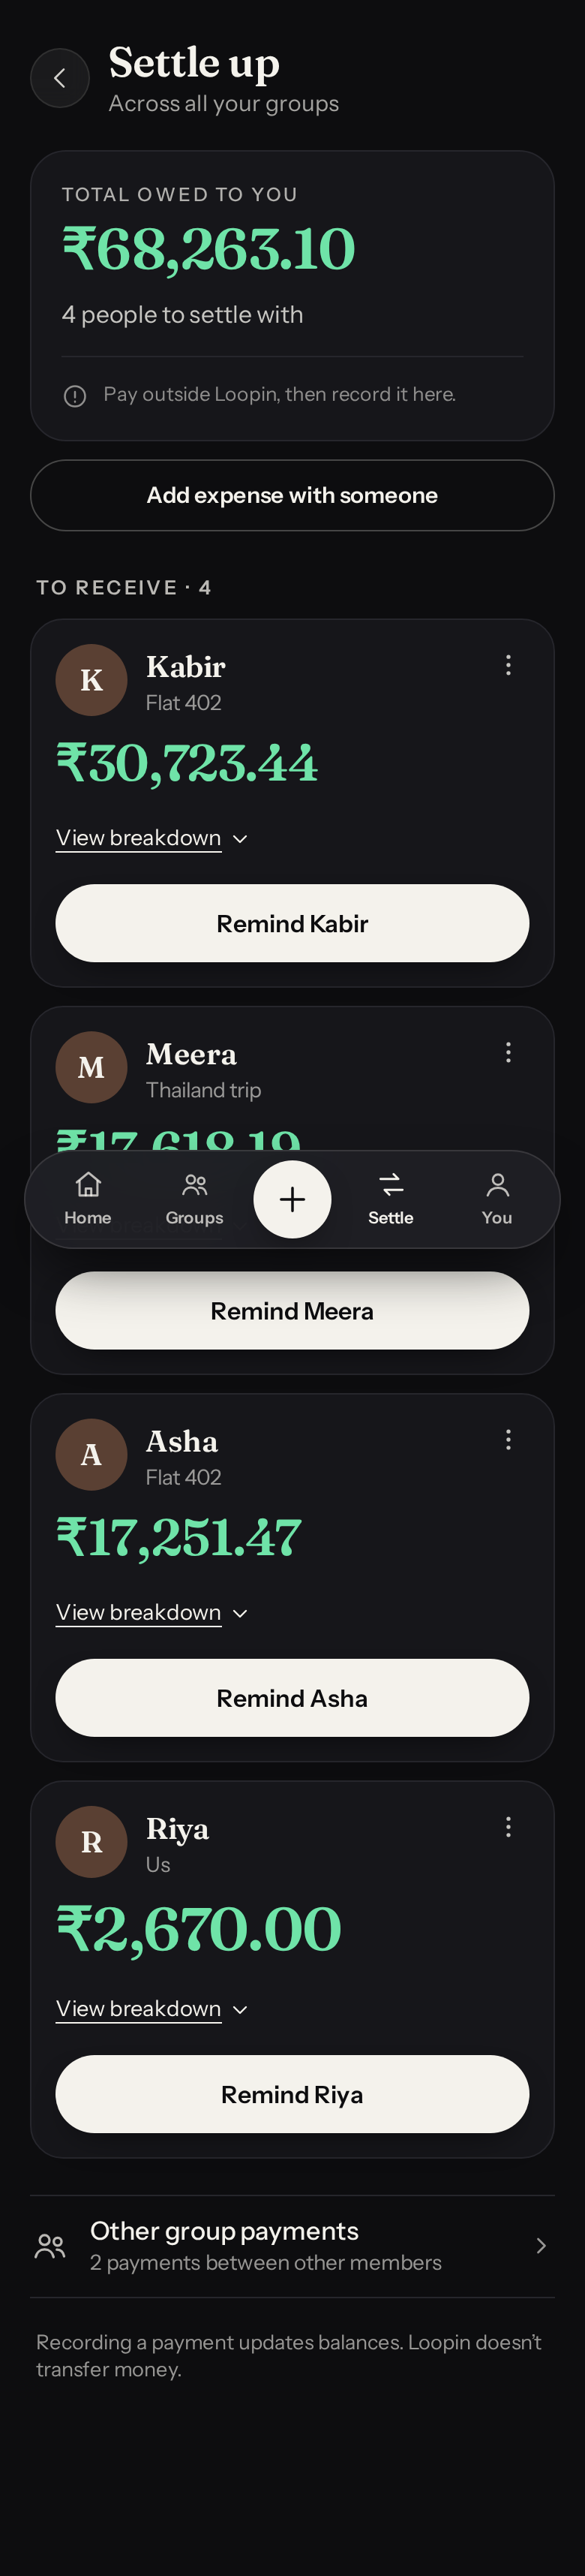 Settle up
Across all your groups
TOTAL OWED TO YOU
₹68,263.10
4 people to settle with
Pay outside Loopin, then record it here.
Add expense with someone
TO RECEIVE · 4
K
Kabir
Flat 402
₹30,723.44
View breakdown
Remind Kabir
M
Meera
Thailand trip
₹17,618.19
Home
Groups
Settle
You
Remind Meera
A
Asha
Flat 402
₹17,251.47
View breakdown
Remind Asha
R
Riya
Us
₹2,670.00
View breakdown
Remind Riya
Other group payments
2 payments between other members
Recording a payment updates balances. Loopin doesn’t
transfer money.